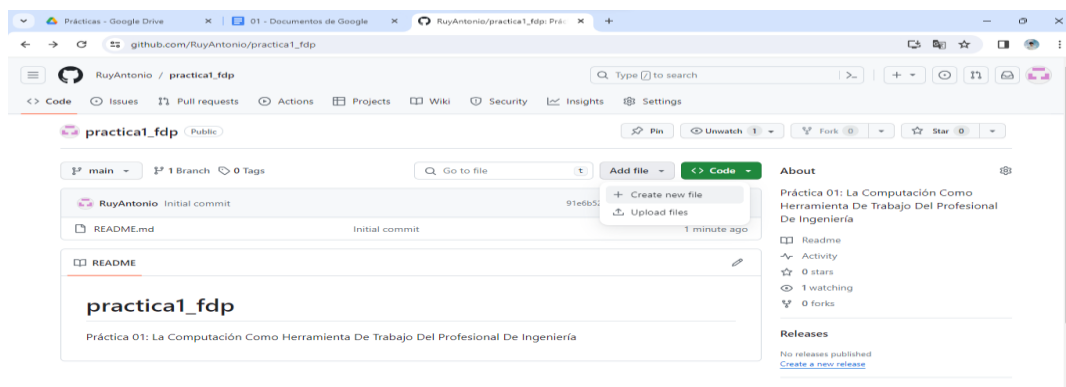 Prácticas - Google Drive
01 - Documentos de Google
RuyAntonio/practica1_fdp: Prác
github.com/RuyAntonio/practica1_fdp
RuyAntonio / practica1_fdp
Type / to search
Code Issues Pull requests Actions Projects Wiki Security Insights Settings
practica1_fdp Public
Pin Unwatch 1 Fork 0 Star 0
main 1 Branch 0 Tags
Go to file t
Add file Code
Create new file
Upload files
RuyAntonio Initial commit 91e6b52
README.md Initial commit 1 minute ago
README
practica1_fdp
Práctica 01: La Computación Como Herramienta De Trabajo Del Profesional De Ingeniería
About
Práctica 01: La Computación Como
Herramienta De Trabajo Del Profesional
De Ingeniería
Readme
Activity
0 stars
1 watching
0 forks
Releases
No releases published
Create a new release